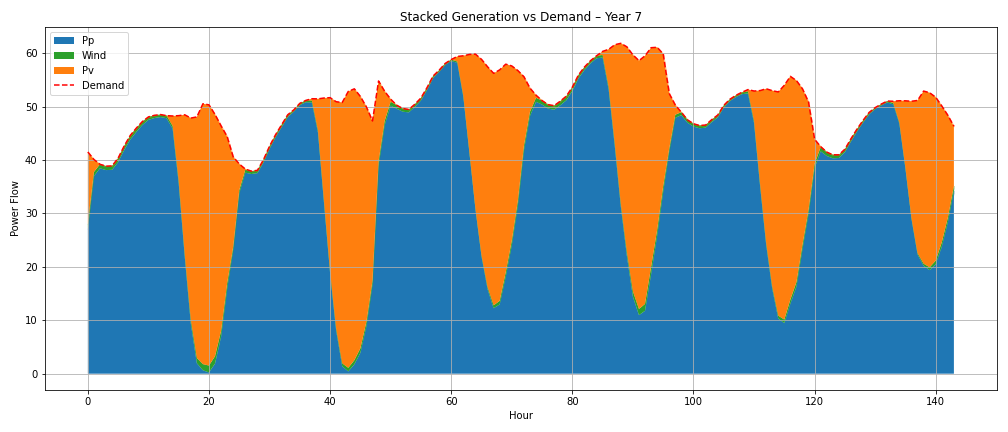 Stacked Generation vs Demand – Year 7
Pp
Wind
Pv
Demand
Power Flow
60
50
40
30
20
10
0
0 20 40 60 80 100 120 140
Hour